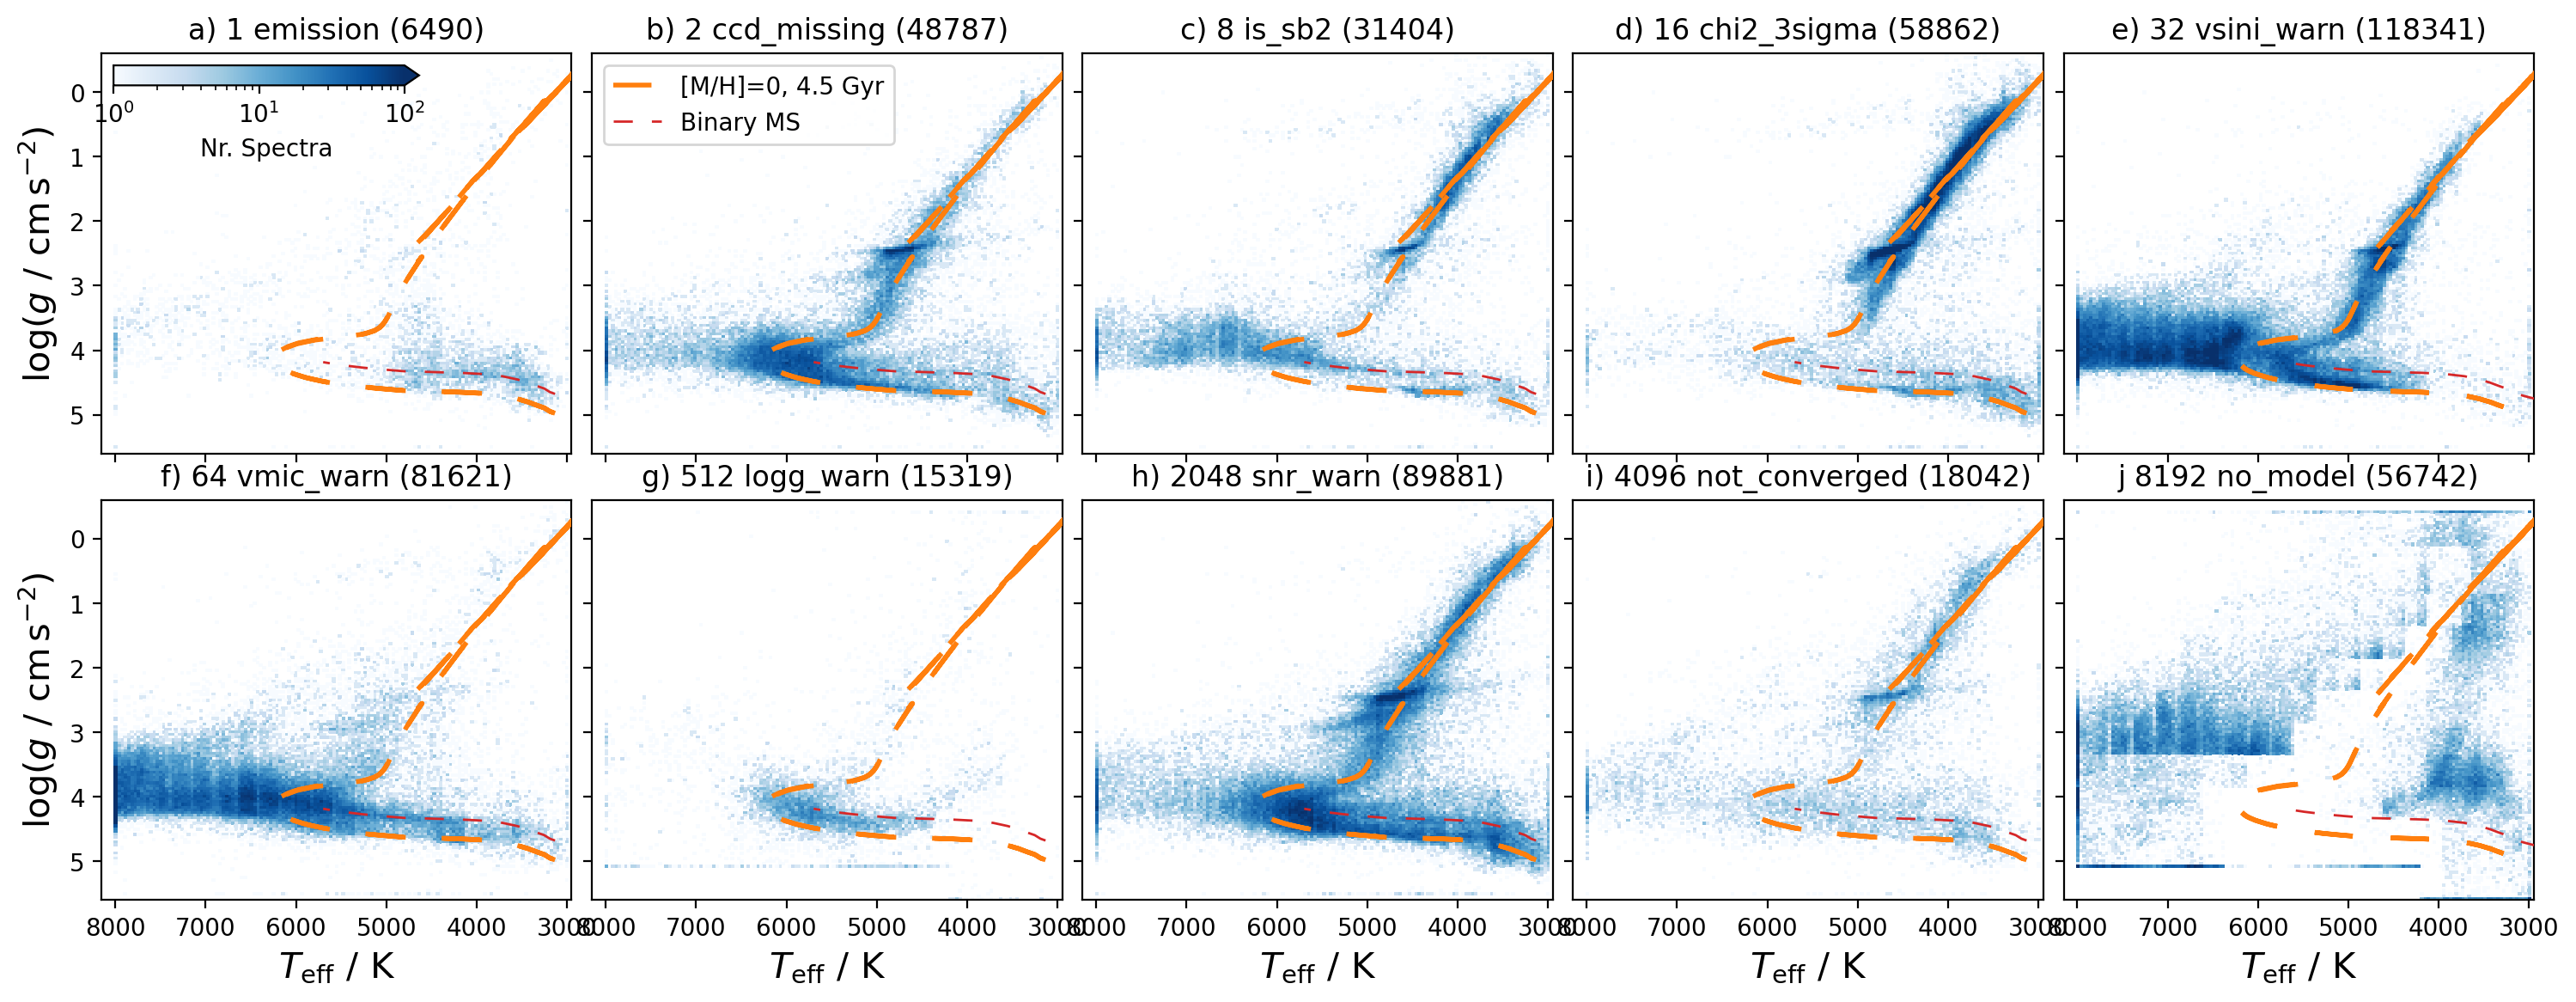 a) 1 emission (6490)
b) 2 ccd_missing (48787)
c) 8 is_sb2 (31404)
d) 16 chi2_3sigma (58862)
e) 32 vsini_warn (118341)
10⁰ 10¹ 10²
Nr. Spectra
[M/H]=0, 4.5 Gyr
Binary MS
log(g / cm s⁻²)
0
1
2
3
4
5
f) 64 vmic_warn (81621)
g) 512 logg_warn (15319)
h) 2048 snr_warn (89881)
i) 4096 not_converged (18042)
j 8192 no_model (56742)
log(g / cm s⁻²)
0
1
2
3
4
5
8000 7000 6000 5000 4000 3000
8000 7000 6000 5000 4000 3000
8000 7000 6000 5000 4000 3000
8000 7000 6000 5000 4000 3000
8000 7000 6000 5000 4000 3000
T_eff / K
T_eff / K
T_eff / K
T_eff / K
T_eff / K